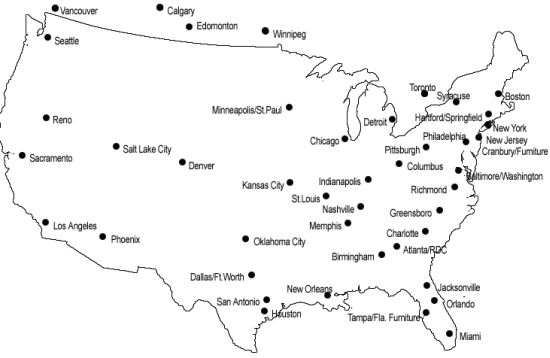 Vancouver
Calgary
Edomonton
Winnipeg
Seattle
Toronto
Syracuse
Boston
Minneapolis/St.Paul
Hartford/Springfield
Reno
Detroit
New York
Chicago
Philadelphia
New Jersey
Salt Lake City
Pittsburgh
Cranbury/Furniture
Sacramento
Denver
Columbus
Baltimore/Washington
Kansas City
Indianapolis
Richmond
St.Louis
Nashville
Greensboro
Los Angeles
Memphis
Phoenix
Oklahoma City
Charlotte
Atlanta/RDC
Birmingham
Dallas/Ft.Worth
New Orleans
Jacksonville
San Antonio
Orlando
Houston
Tampa/Fla. Furniture
Miami